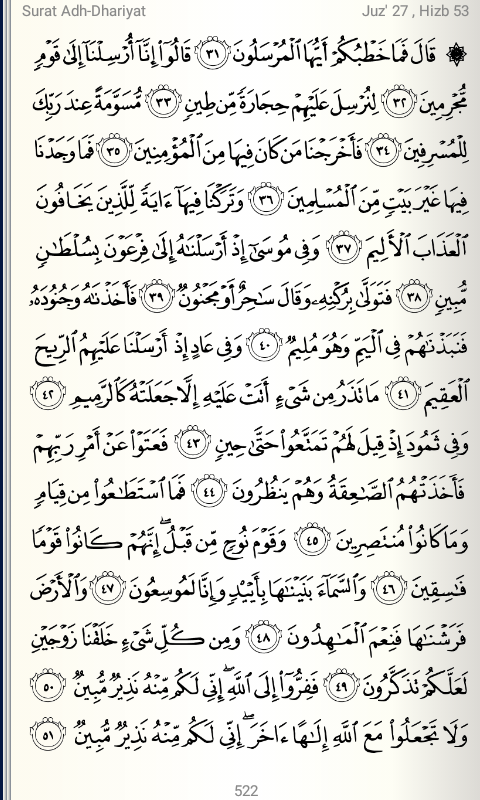 Surat Adh-Dhariyat Juz' 27 , Hizb 53
۞ قَالَ فَمَا خَطۡبُكُمۡ أَيُّهَا ٱلۡمُرۡسَلُونَ ٣١ قَالُوٓاْ إِنَّآ أُرۡسِلۡنَآ إِلَىٰ قَوۡمٖ
مُّجۡرِمِينَ ٣٢ لِنُرۡسِلَ عَلَيۡهِمۡ حِجَارَةٗ مِّن طِينٖ ٣٣ مُّسَوَّمَةً عِندَ رَبِّكَ
لِلۡمُسۡرِفِينَ ٣٤ فَأَخۡرَجۡنَا مَن كَانَ فِيهَا مِنَ ٱلۡمُؤۡمِنِينَ ٣٥ فَمَا وَجَدۡنَا
فِيهَا غَيۡرَ بَيۡتٖ مِّنَ ٱلۡمُسۡلِمِينَ ٣٦ وَتَرَكۡنَا فِيهَآ ءَايَةٗ لِّلَّذِينَ يَخَافُونَ
ٱلۡعَذَابَ ٱلۡأَلِيمَ ٣٧ وَفِي مُوسَىٰٓ إِذۡ أَرۡسَلۡنَٰهُ إِلَىٰ فِرۡعَوۡنَ بِسُلۡطَٰنٖ
مُّبِينٖ ٣٨ فَتَوَلَّىٰ بِرُكۡنِهِۦ وَقَالَ سَٰحِرٌ أَوۡ مَجۡنُونٞ ٣٩ فَأَخَذۡنَٰهُ وَجُنُودَهُۥ
فَنَبَذۡنَٰهُمۡ فِي ٱلۡيَمِّ وَهُوَ مُلِيمٞ ٤٠ وَفِي عَادٍ إِذۡ أَرۡسَلۡنَا عَلَيۡهِمُ ٱلرِّيحَ
ٱلۡعَقِيمَ ٤١ مَا تَذَرُ مِن شَيۡءٍ أَتَتۡ عَلَيۡهِ إِلَّا جَعَلَتۡهُ كَٱلرَّمِيمِ ٤٢
وَفِي ثَمُودَ إِذۡ قِيلَ لَهُمۡ تَمَتَّعُواْ حَتَّىٰ حِينٖ ٤٣ فَعَتَوۡاْ عَنۡ أَمۡرِ رَبِّهِمۡ
فَأَخَذَتۡهُمُ ٱلصَّٰعِقَةُ وَهُمۡ يَنظُرُونَ ٤٤ فَمَا ٱسۡتَطَٰعُواْ مِن قِيَامٖ
وَمَا كَانُواْ مُنتَصِرِينَ ٤٥ وَقَوۡمَ نُوحٖ مِّن قَبۡلُۖ إِنَّهُمۡ كَانُواْ قَوۡمٗا
فَٰسِقِينَ ٤٦ وَٱلسَّمَآءَ بَنَيۡنَٰهَا بِأَيۡيْدٖ وَإِنَّا لَمُوسِعُونَ ٤٧ وَٱلۡأَرۡضَ
فَرَشۡنَٰهَا فَنِعۡمَ ٱلۡمَٰهِدُونَ ٤٨ وَمِن كُلِّ شَيۡءٍ خَلَقۡنَا زَوۡجَيۡنِ
لَعَلَّكُمۡ تَذَكَّرُونَ ٤٩ فَفِرُّوٓاْ إِلَى ٱللَّهِۖ إِنِّي لَكُم مِّنۡهُ نَذِيرٞ مُّبِينٞ ٥٠
وَلَا تَجۡعَلُواْ مَعَ ٱللَّهِ إِلَٰهًا ءَاخَرَۖ إِنِّي لَكُم مِّنۡهُ نَذِيرٞ مُّبِينٞ ٥١
522